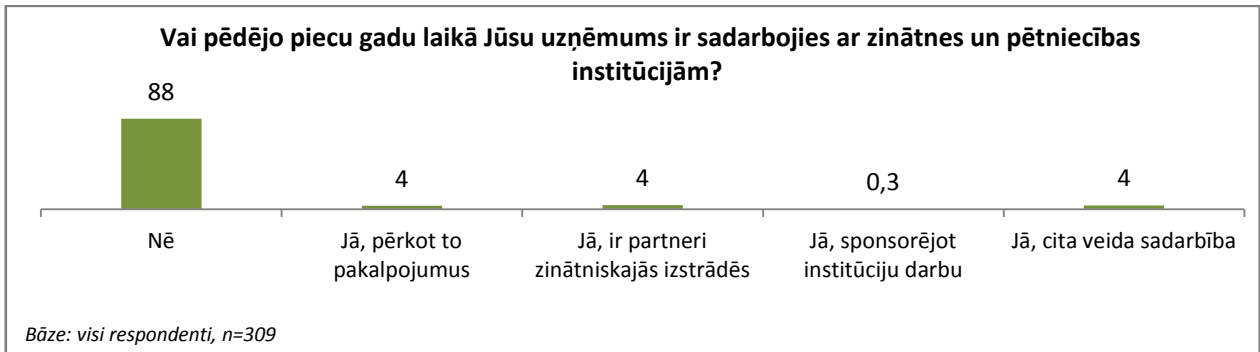 Vai pēdējo piecu gadu laikā Jūsu uzņēmums ir sadarbojies ar zinātnes un pētniecības
institūcijām?
88
4
4
0,3
4
Nē
Jā, pērkot to
pakalpojumus
Jā, ir partneri
zinātniskajās izstrādēs
Jā, sponsorējot
institūciju darbu
Jā, cita veida sadarbība
Bāze: visi respondenti, n=309